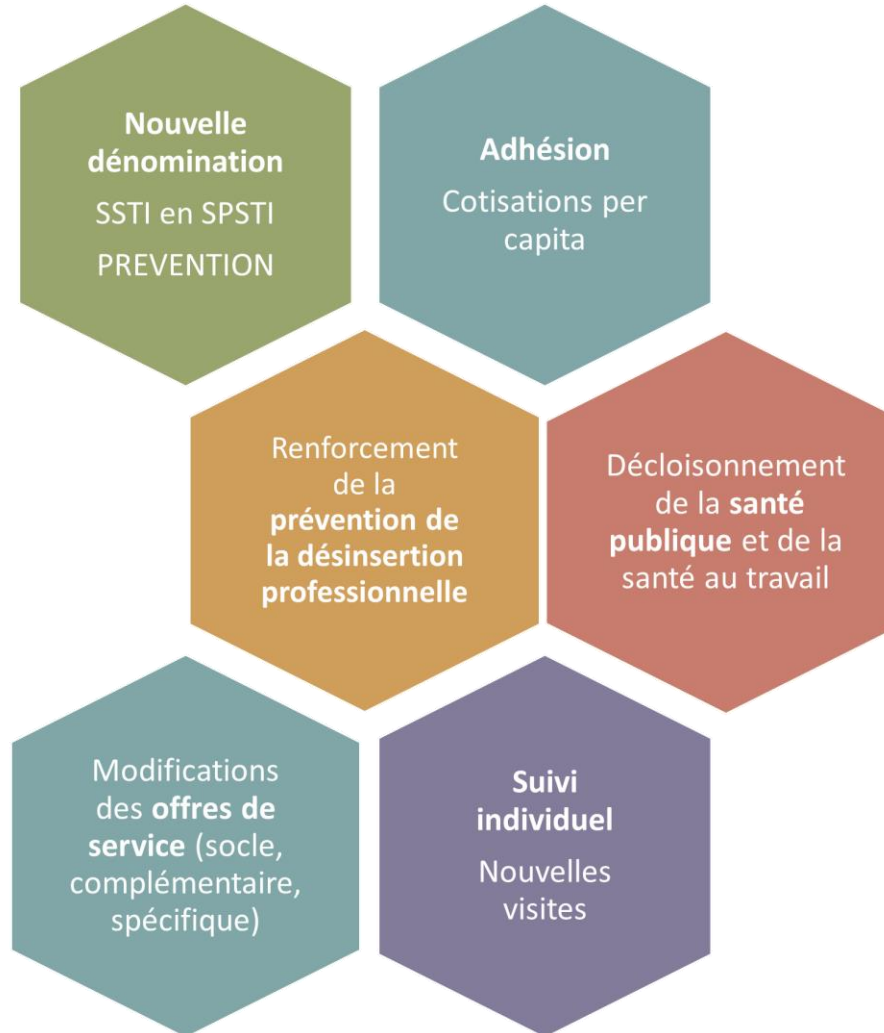 Nouvelle
dénomination
SSTI en SPSTI
PREVENTION
Adhésion
Cotisations per
capita
Renforcement
de la
prévention de
la désinsertion
professionnelle
Décloisonnement
de la santé
publique et de la
santé au travail
Modifications
des offres de
service (socle,
complémentaire,
spécifique)
Suivi
individuel
Nouvelles
visites